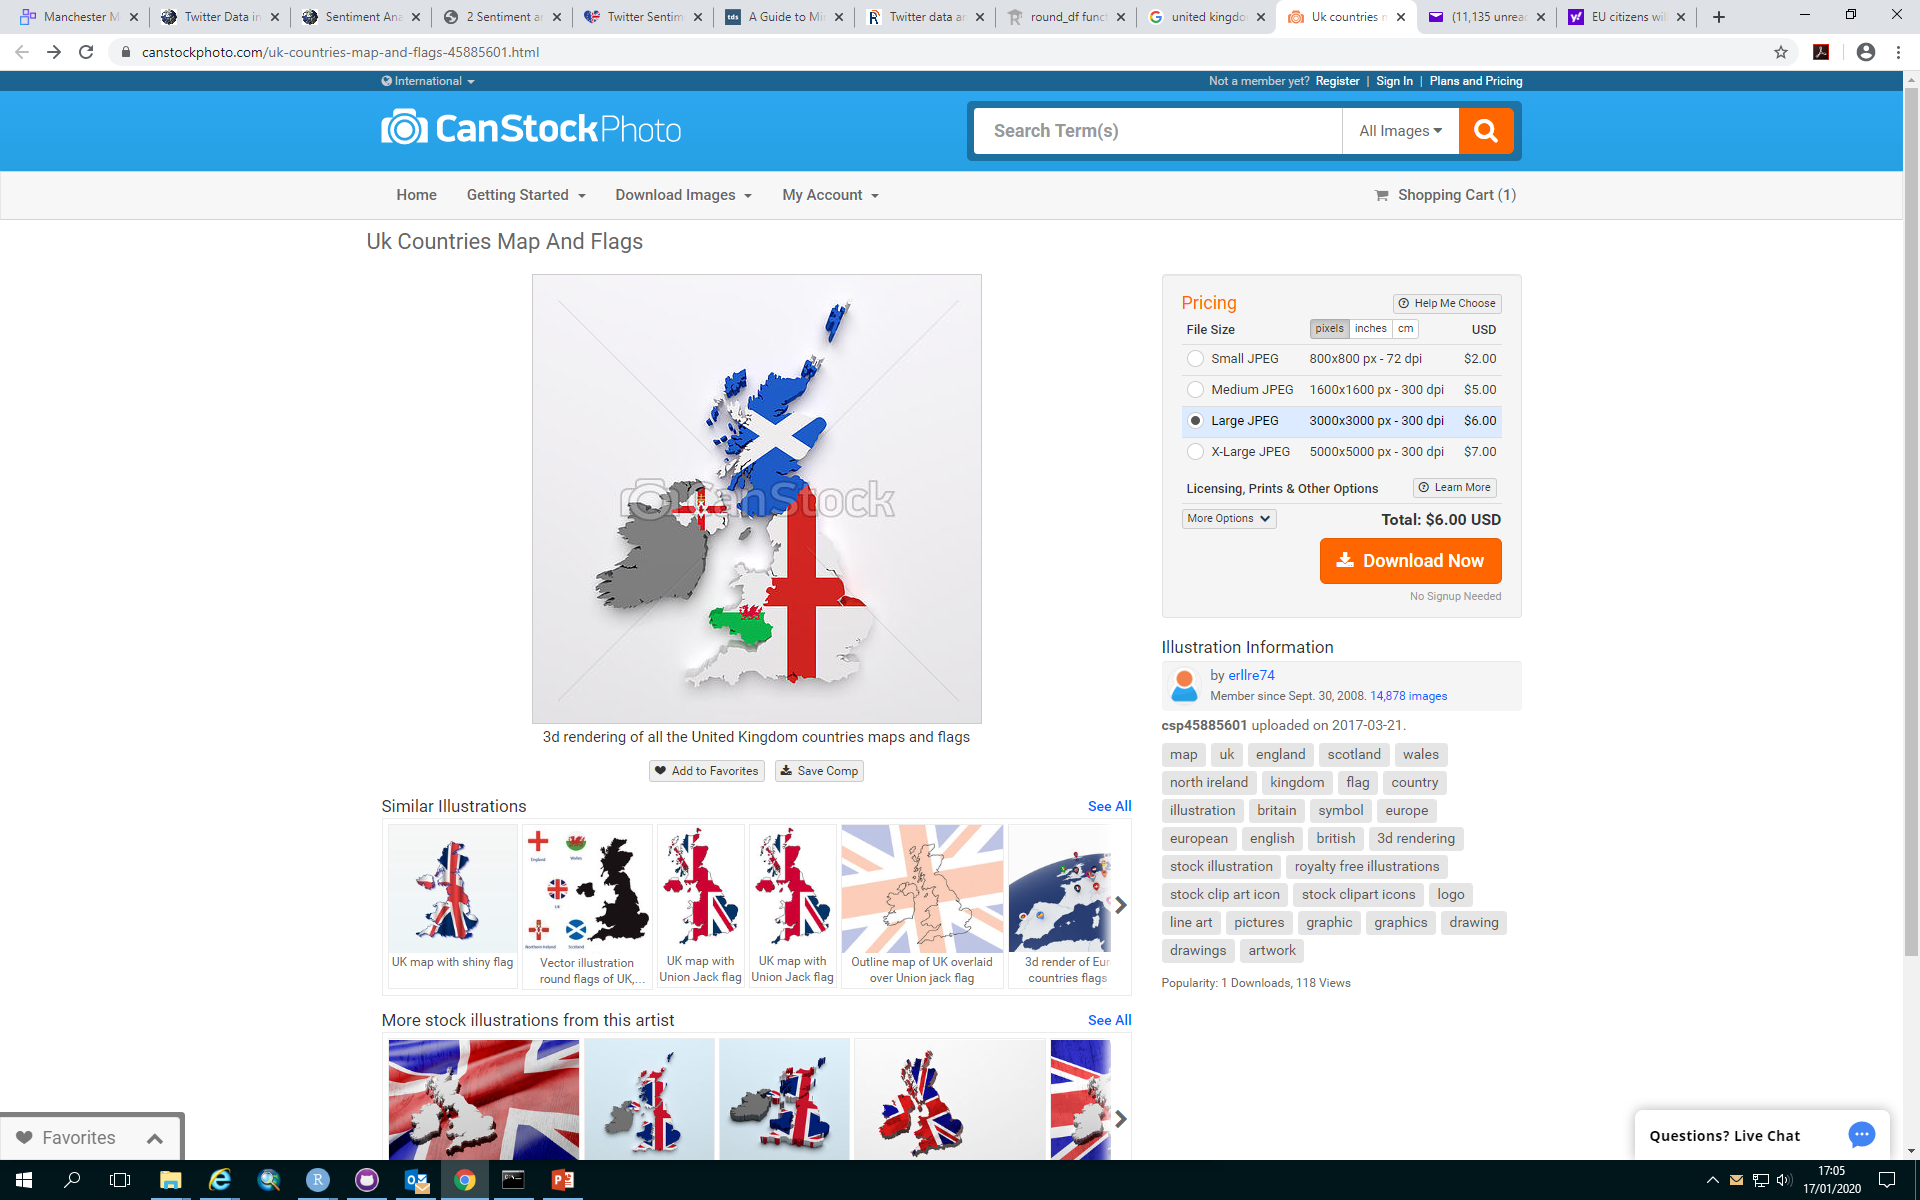 Manchester M
Twitter Data in
Sentiment Ana
2 Sentiment an
Twitter Sentim
A Guide to Mi
Twitter data an
round_df funct
united kingdo
Uk countries m
(11,135 unread
EU citizens wil
canstockphoto.com/uk-countries-map-and-flags-45885601.html
International
Not a member yet? Register | Sign In | Plans and Pricing
CanStockPhoto
Search Term(s)
All Images
Home
Getting Started
Download Images
My Account
Shopping Cart (1)
Uk Countries Map And Flags
CanStock
3d rendering of all the United Kingdom countries maps and flags
Add to Favorites
Save Comp
Pricing
Help Me Choose
File Size pixels inches cm USD
Small JPEG 800x800 px - 72 dpi $2.00
Medium JPEG 1600x1600 px - 300 dpi $5.00
Large JPEG 3000x3000 px - 300 dpi $6.00
X-Large JPEG 5000x5000 px - 300 dpi $7.00
Licensing, Prints & Other Options Learn More
More Options Total: $6.00 USD
Download Now
No Signup Needed
Illustration Information
by erllre74
Member since Sept. 30, 2008. 14,878 images
csp45885601 uploaded on 2017-03-21.
map uk england scotland wales
north ireland kingdom flag country
illustration britain symbol europe
european english british 3d rendering
stock illustration royalty free illustrations
stock clip art icon stock clipart icons logo
line art pictures graphic graphics drawing
drawings artwork
Popularity: 1 Downloads, 118 Views
Similar Illustrations
See All
England
Wales
UK
Northern Ireland
Scotland
UK map with shiny flag
Vector illustration
round flags of UK,...
UK map with
Union Jack flag
UK map with
Union Jack flag
Outline map of UK overlaid
over Union jack flag
3d render of Eur
countries flags
More stock illustrations from this artist
See All
Favorites
Questions? Live Chat
17:05
17/01/2020